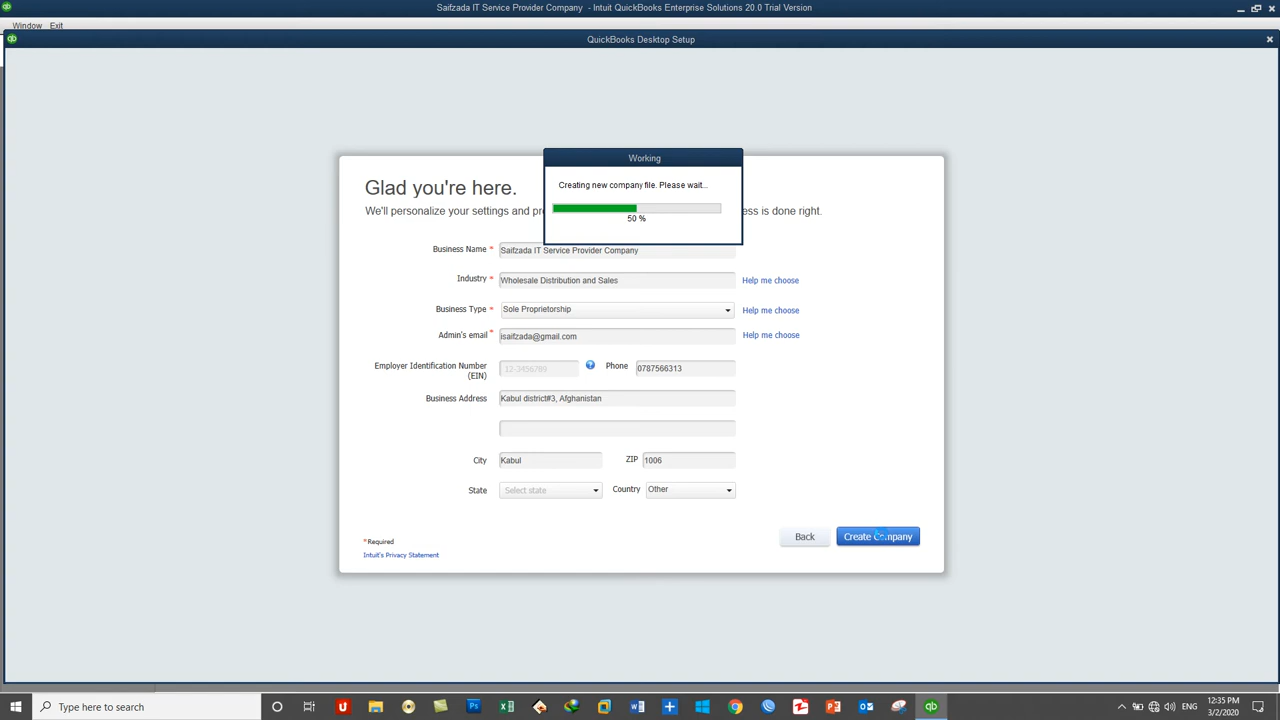 Saifzada IT Service Provider Company - Intuit QuickBooks Enterprise Solutions 20.0 Trial Version
Window Exit
QuickBooks Desktop Setup
Working
Creating new company file. Please wait...
50 %
Glad you're here.
We'll personalize your settings and pr ess is done right.
Business Name * Saifzada IT Service Provider Company
Industry * Wholesale Distribution and Sales Help me choose
Business Type * Sole Proprietorship Help me choose
Admin's email * isaifzada@gmail.com Help me choose
Employer Identification Number (EIN) 12-3456789 ? Phone 0787566313
Business Address Kabul district#3, Afghanistan
City Kabul ZIP 1006
State Select state Country Other
*Required
Intuit's Privacy Statement
Back Create Company
Type here to search
ENG
12:35 PM
3/2/2020